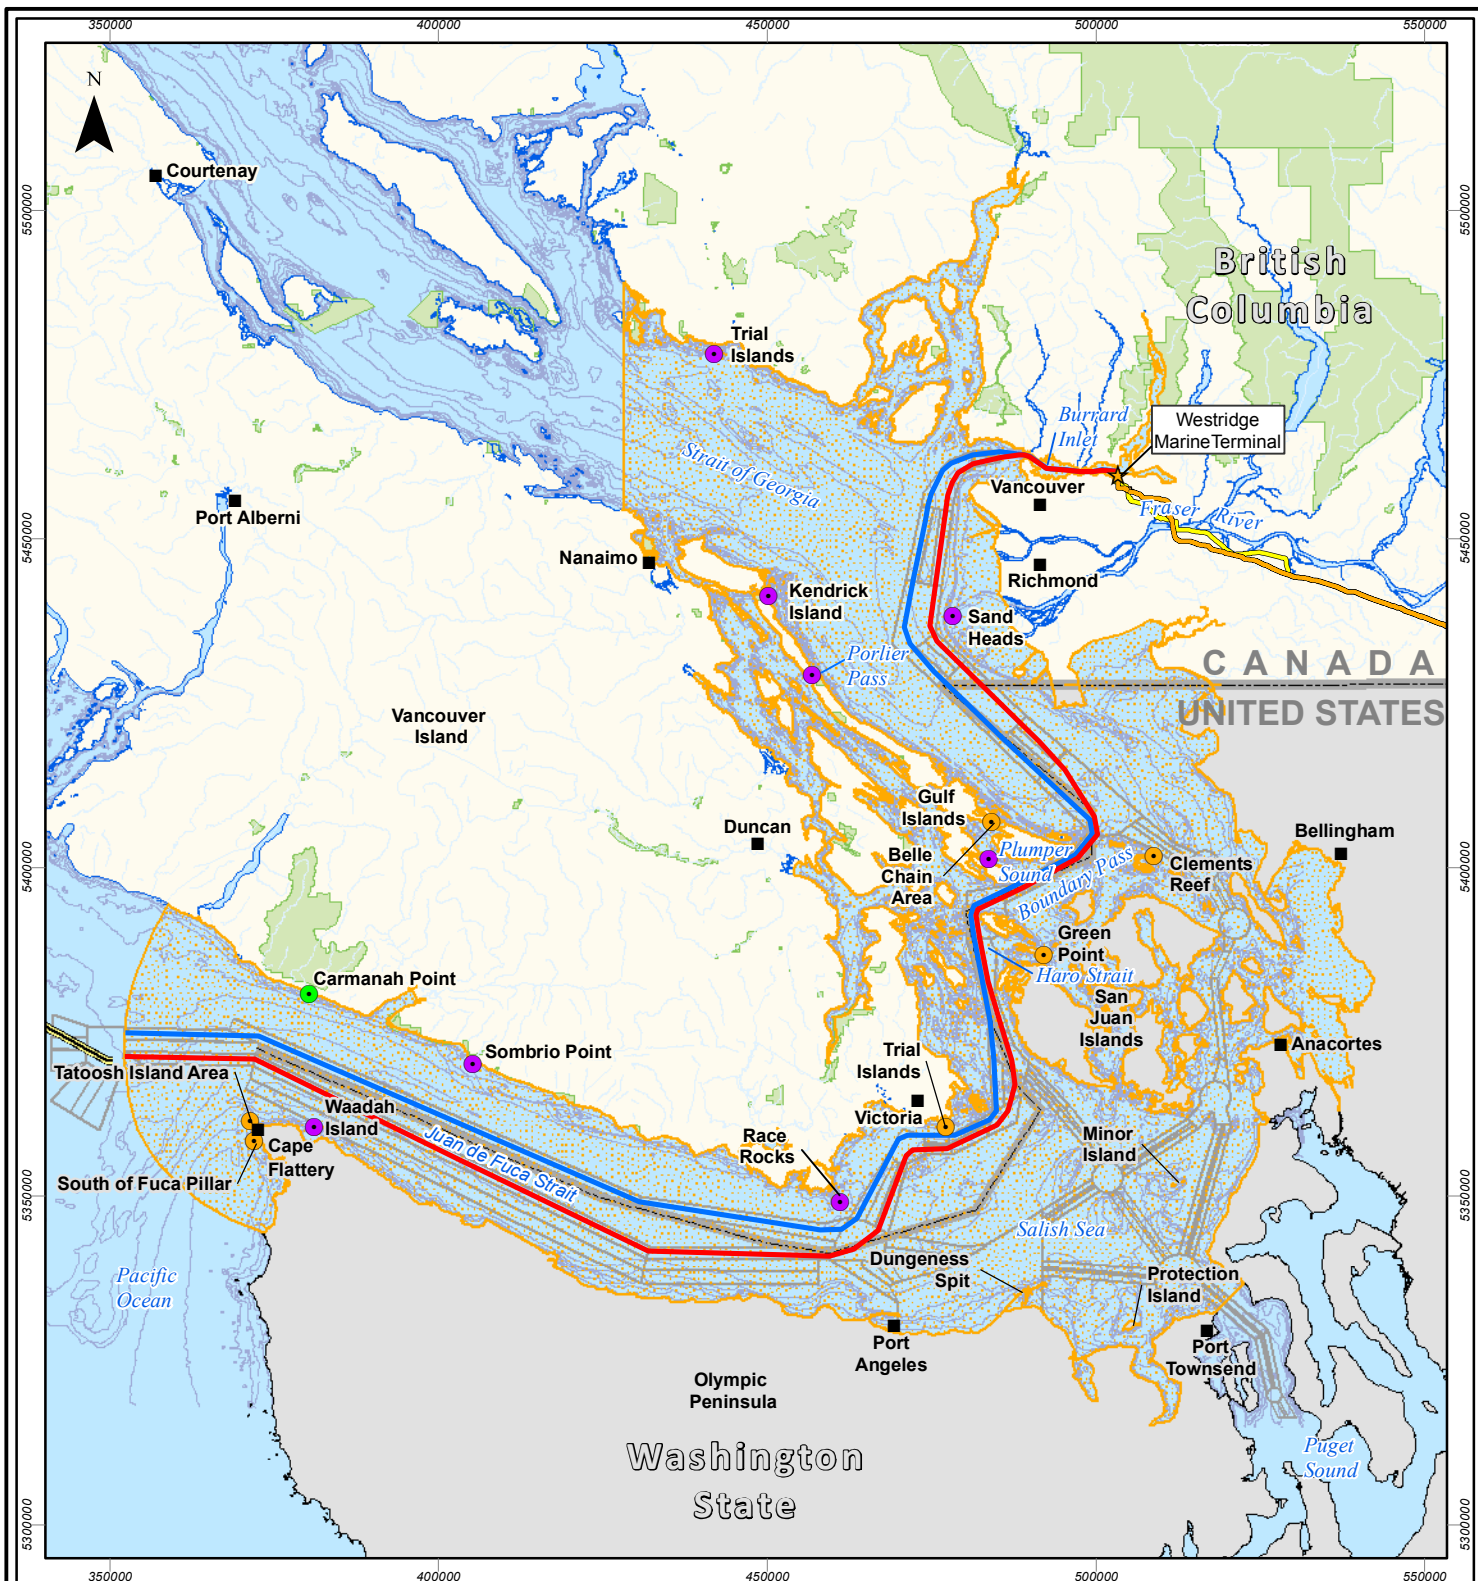 350000
400000
450000
500000
550000
N
Courtenay
5500000
5500000
British
Columbia
Trial
Islands
Burrard
Inlet
Westridge
Marine Terminal
Strait of Georgia
Vancouver
Port Alberni
Fraser River
5450000
5450000
Nanaimo
Richmond
Kendrick
Island
Sand
Heads
Porlier
Pass
CANADA
UNITED STATES
Vancouver
Island
Gulf
Islands
Duncan
Bellingham
Belle
Chain
Area
Plumper
Sound
Boundary Pass
Clements
Reef
5400000
5400000
Green
Point
Haro Strait
Carmanah Point
San
Juan
Islands
Sombrio Point
Trial
Islands
Anacortes
Tatoosh Island Area
Waadah
Island
Victoria
Juan de Fuca Strait
Race
Rocks
Minor
Island
Cape
Flattery
South of Fuca Pillar
5350000
5350000
Salish Sea
Dungeness
Spit
Protection
Island
Pacific
Ocean
Port
Angeles
Port
Townsend
Olympic
Peninsula
Washington
State
Puget
Sound
5300000
5300000
350000
400000
450000
500000
550000